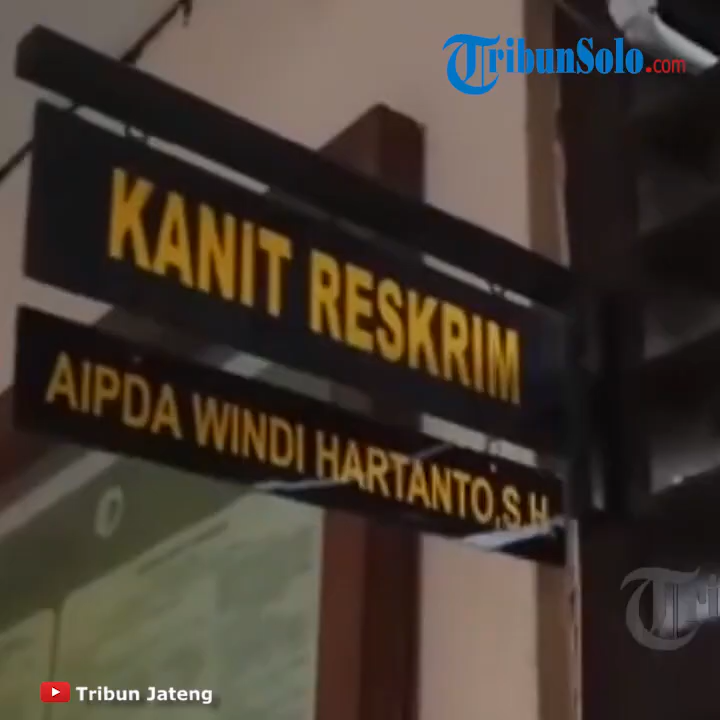 TribunSolo.com
KANIT RESKRIM
AIPDA WINDI HARTANTO,S.H
Tribun Jateng